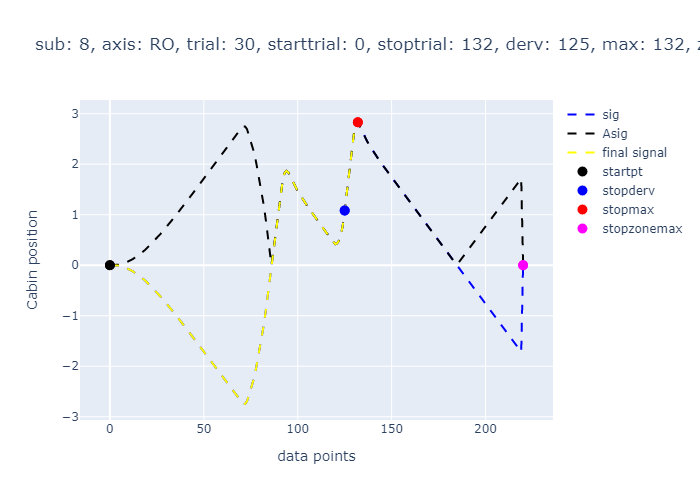 sub: 8, axis: RO, trial: 30, starttrial: 0, stoptrial: 132, derv: 125, max: 132,
3
2
1
0
−1
−2
−3
Cabin position
0
50
100
150
200
data points
sig
Asig
final signal
startpt
stopderv
stopmax
stopzonemax